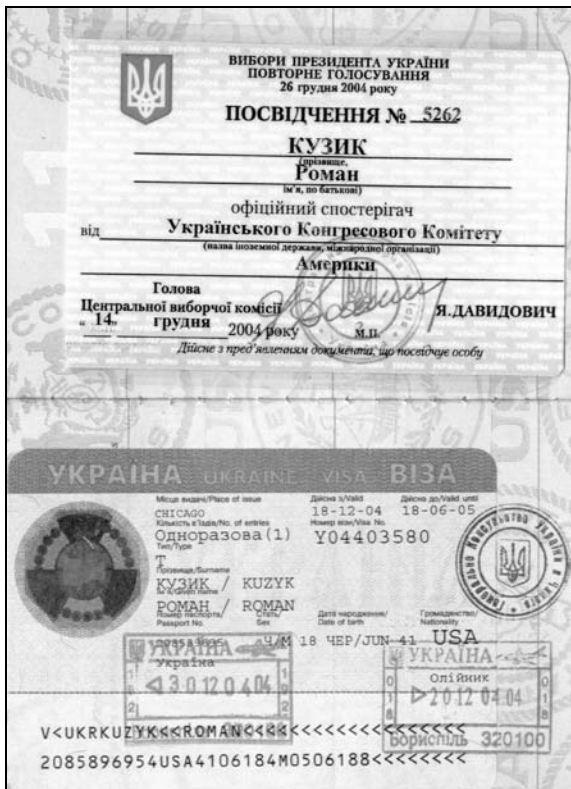 ВИБОРИ ПРЕЗИДЕНТА УКРАЇНИ
ПОВТОРНЕ ГОЛОСУВАННЯ
26 грудня 2004 року
ПОСВІДЧЕННЯ № 5262
КУЗИК
(прізвище,
Роман
ім'я, по батькові)
офіційний спостерігач
від Українського Конгресового Комітету
(назва іноземної держави, міжнародної організації)
Америки
Голова
Центральної виборчої комісії Я.ДАВИДОВИЧ
„ 14„ грудня 2004 року М.П.
Дійсне з пред'явленням документа, що посвідчує особу
УКРАЇНА UKRAINE VISA ВІЗА
Місце видачі/Place of issue Дійсна з/Valid Дійсна до/Valid until
CHICAGO 18-12-04 18-06-05
Кількість в'їздів/No. of entries Номер візи/Visa No.
Одноразова(1) Y04403580
Тип/Type
Т
Прізвище/Surname
КУЗИК / KUZYK
Ім'я/Given name
РОМАН / ROMAN
Номер паспорта/ Стать/ Дата народження/ Громадянство/
Passport No. Sex Date of birth Nationality
Ч/M 18 ЧЕР/JUN 41 USA
УКРАЇНА УКРАЇНА
Україна Олійник
30 12 04 04 20 12 04 04
Бориспіль 320100
V<UKRKUZYK<<ROMAN<<<<<<<<<<<<<<<<<<<
2085896954USA4106184M0506188<<<<<<<<